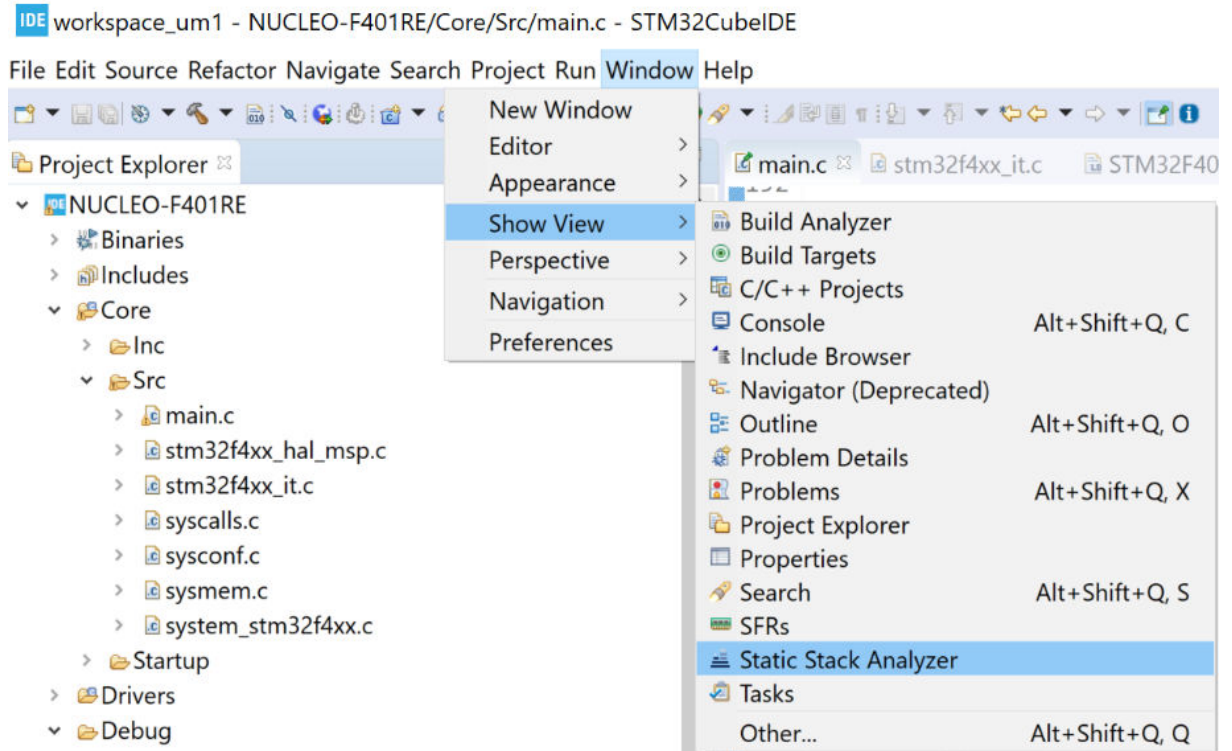 IDE workspace_um1 - NUCLEO-F401RE/Core/Src/main.c - STM32CubeIDE
File Edit Source Refactor Navigate Search Project Run Window Help
Project Explorer
NUCLEO-F401RE
Binaries
Includes
Core
Inc
Src
main.c
stm32f4xx_hal_msp.c
stm32f4xx_it.c
syscalls.c
sysconf.c
sysmem.c
system_stm32f4xx.c
Startup
Drivers
Debug
New Window
Editor
Appearance
Show View
Perspective
Navigation
Preferences
main.c stm32f4xx_it.c STM32F40
Build Analyzer
Build Targets
C/C++ Projects
Console Alt+Shift+Q, C
Include Browser
Navigator (Deprecated)
Outline Alt+Shift+Q, O
Problem Details
Problems Alt+Shift+Q, X
Project Explorer
Properties
Search Alt+Shift+Q, S
SFRs
Static Stack Analyzer
Tasks
Other... Alt+Shift+Q, Q